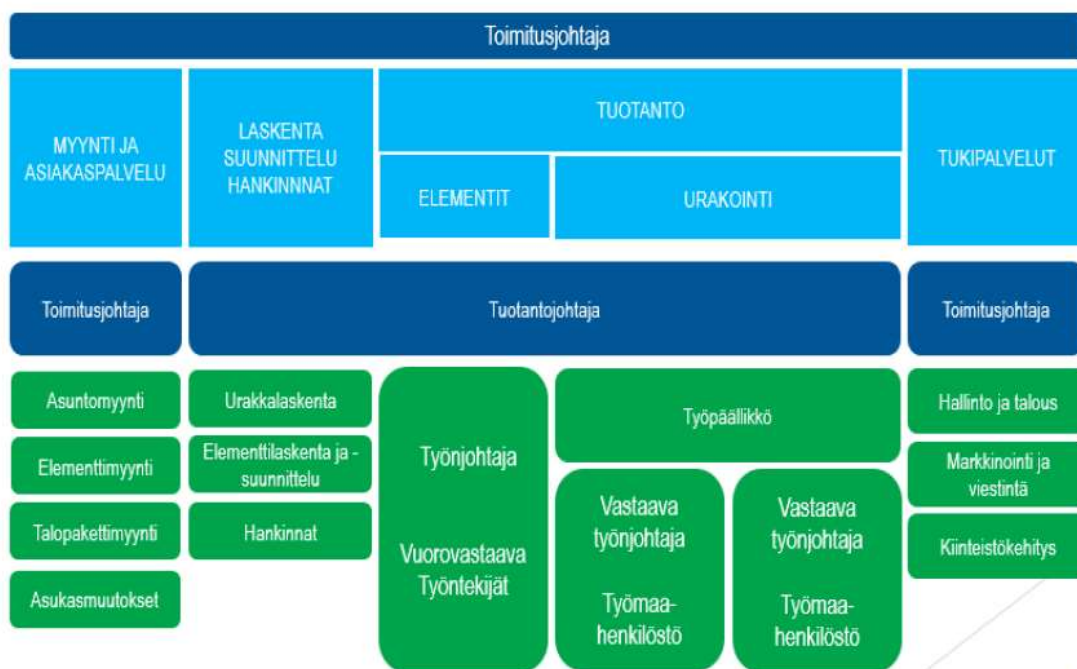 Toimitusjohtaja
MYYNTI JA
ASIAKASPALVELU
LASKENTA
SUUNNITTELU
HANKINNNAT
TUOTANTO
ELEMENTIT
URAKOINTI
TUKIPALVELUT
Toimitusjohtaja
Tuotantojohtaja
Toimitusjohtaja
Asuntomyynti
Elementtimyynti
Talopakettimyynti
Asukasmuutokset
Urakkalaskenta
Elementtilaskenta ja -
suunnittelu
Hankinnat
Työnjohtaja
Vuorovastaava
Työntekijät
Työpäällikkö
Vastaava
työnjohtaja
Työmaa-
henkilöstö
Vastaava
työnjohtaja
Työmaa-
henkilöstö
Hallinto ja talous
Markkinointi ja
viestintä
Kiinteistökehitys